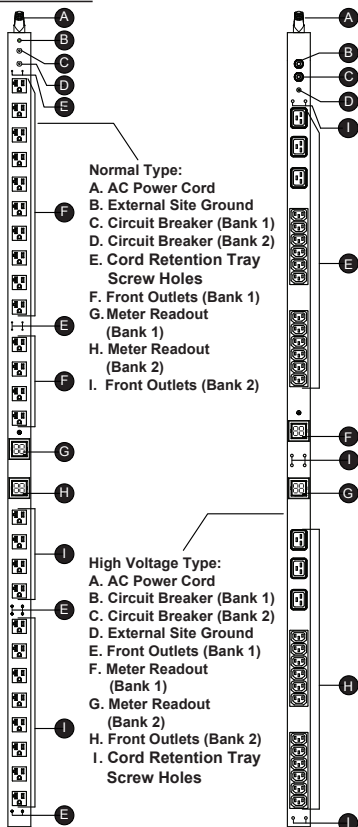 A
B
C
D
E
F
E
F
G
H
I
E
I
E
Normal Type:
A. AC Power Cord
B. External Site Ground
C. Circuit Breaker (Bank 1)
D. Circuit Breaker (Bank 2)
E. Cord Retention Tray
Screw Holes
F. Front Outlets (Bank 1)
G. Meter Readout
(Bank 1)
H. Meter Readout
(Bank 2)
I. Front Outlets (Bank 2)
High Voltage Type:
A. AC Power Cord
B. Circuit Breaker (Bank 1)
C. Circuit Breaker (Bank 2)
D. External Site Ground
E. Front Outlets (Bank 1)
F. Meter Readout
(Bank 1)
G. Meter Readout
(Bank 2)
H. Front Outlets (Bank 2)
I. Cord Retention Tray
Screw Holes
A
B
C
D
I
E
F
I
G
H
I